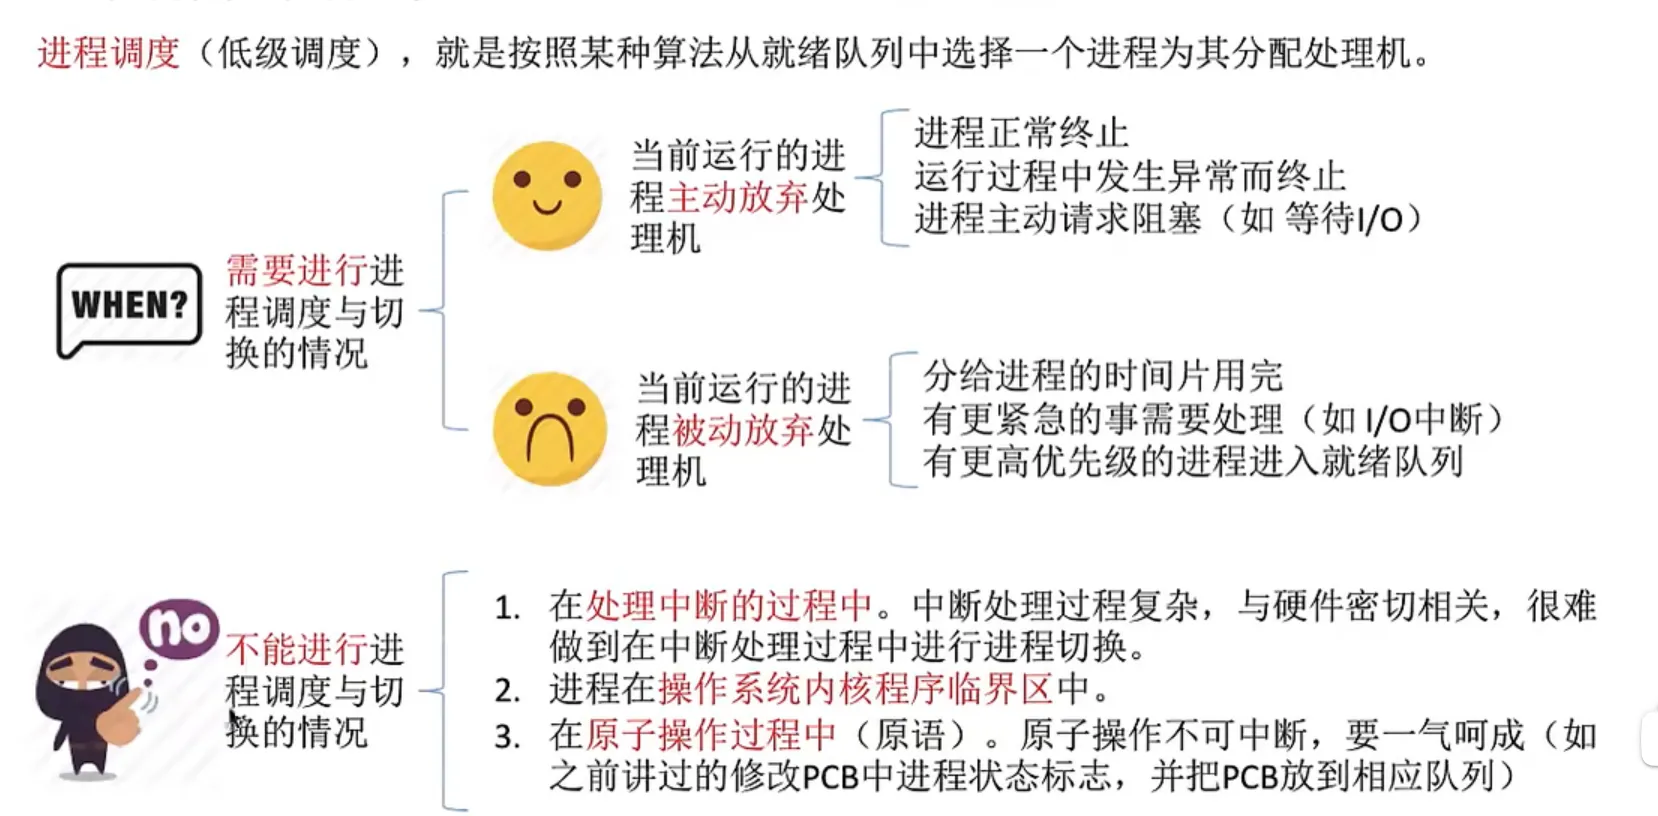 进程调度（低级调度），就是按照某种算法从就绪队列中选择一个进程为其分配处理机。
WHEN?
需要进行进
程调度与切
换的情况
当前运行的进
程主动放弃处
理机
进程正常终止
运行过程中发生异常而终止
进程主动请求阻塞（如 等待I/O）
当前运行的进
程被动放弃处
理机
分给进程的时间片用完
有更紧急的事需要处理（如 I/O中断）
有更高优先级的进程进入就绪队列
no
不能进行进
程调度与切
换的情况
1. 在处理中断的过程中。中断处理过程复杂，与硬件密切相关，很难
做到在中断处理过程中进行进程切换。
2. 进程在操作系统内核程序临界区中。
3. 在原子操作过程中（原语）。原子操作不可中断，要一气呵成（如
之前讲过的修改PCB中进程状态标志，并把PCB放到相应队列）